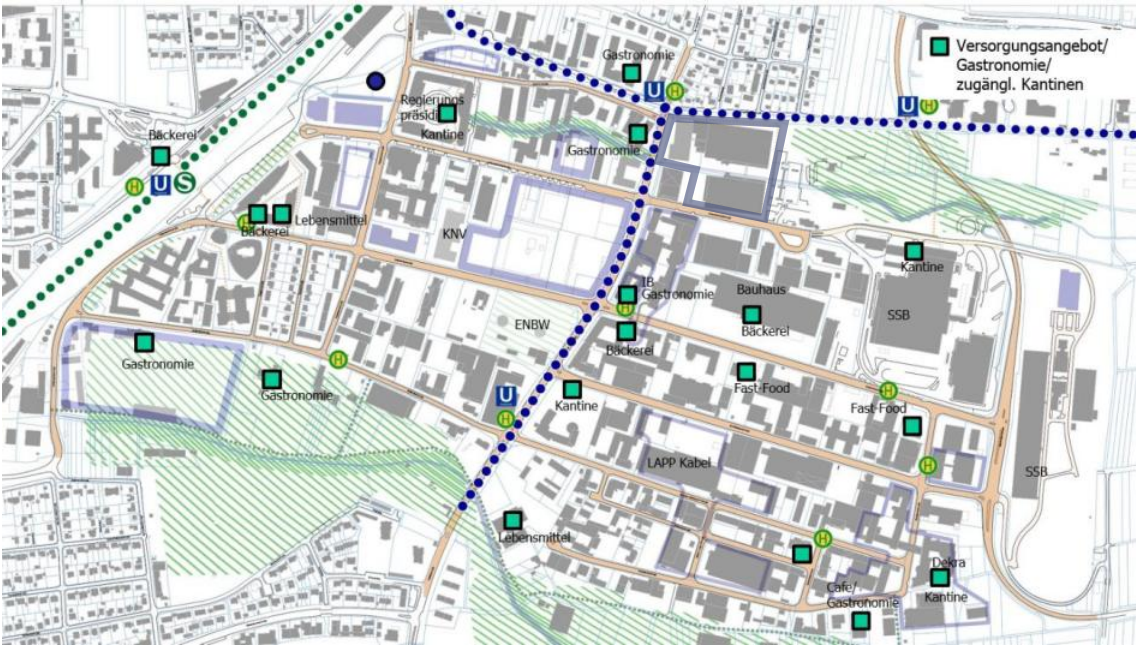 Versorgungsangebot/
Gastronomie/
zugängl. Kantinen
Gastronomie
U
H
U
H
Regierungs
präsidi
Kantine
Bäckerei
Gastronomie
H
U
S
H
Bäckerei
Lebensmittel
KNV
Kantine
IB
Gastronomie
H
Bauhaus
SSB
ENBW
Bäckerei
Bäckerei
Gastronomie
H
Gastronomie
U
H
Kantine
Fast-Food
H
Fast-Food
LAPP Kabel
H
SSB
Lebensmittel
H
Cafe/
Gastronomie
Dekra
Kantine